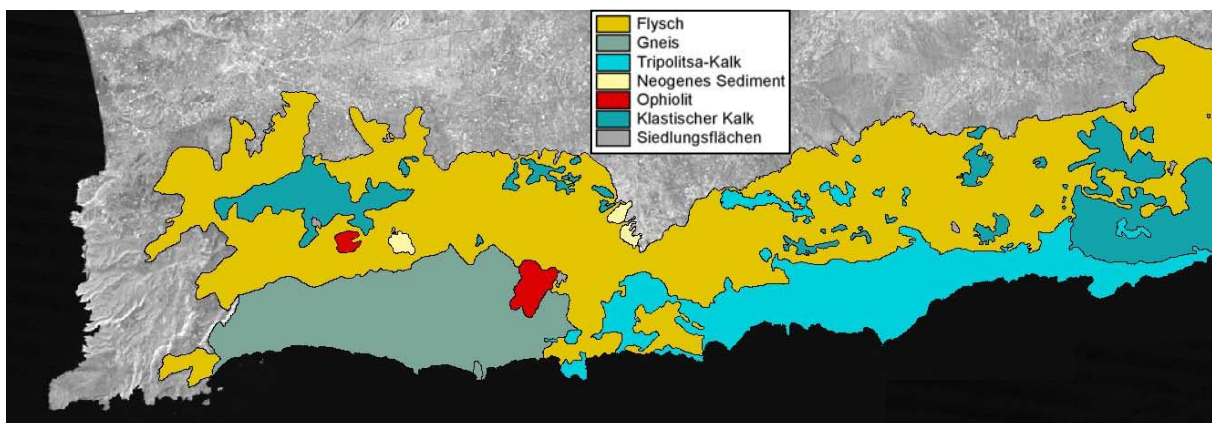 Flysch
Gneis
Tripolitsa-Kalk
Neogenes Sediment
Ophiolit
Klastischer Kalk
Siedlungsflächen